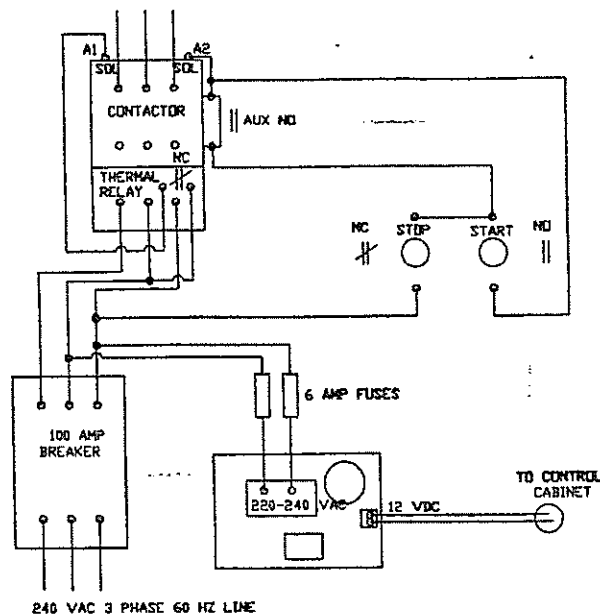 A1
A2
SOL
SOL
CONTACTOR
AUX NO
NC
THERMAL
RELAY
NC
STOP
START
NO
6 AMP FUSES
100 AMP
BREAKER
220-240 VAC
12 VDC
TO CONTROL
CABINET
240 VAC 3 PHASE 60 HZ LINE